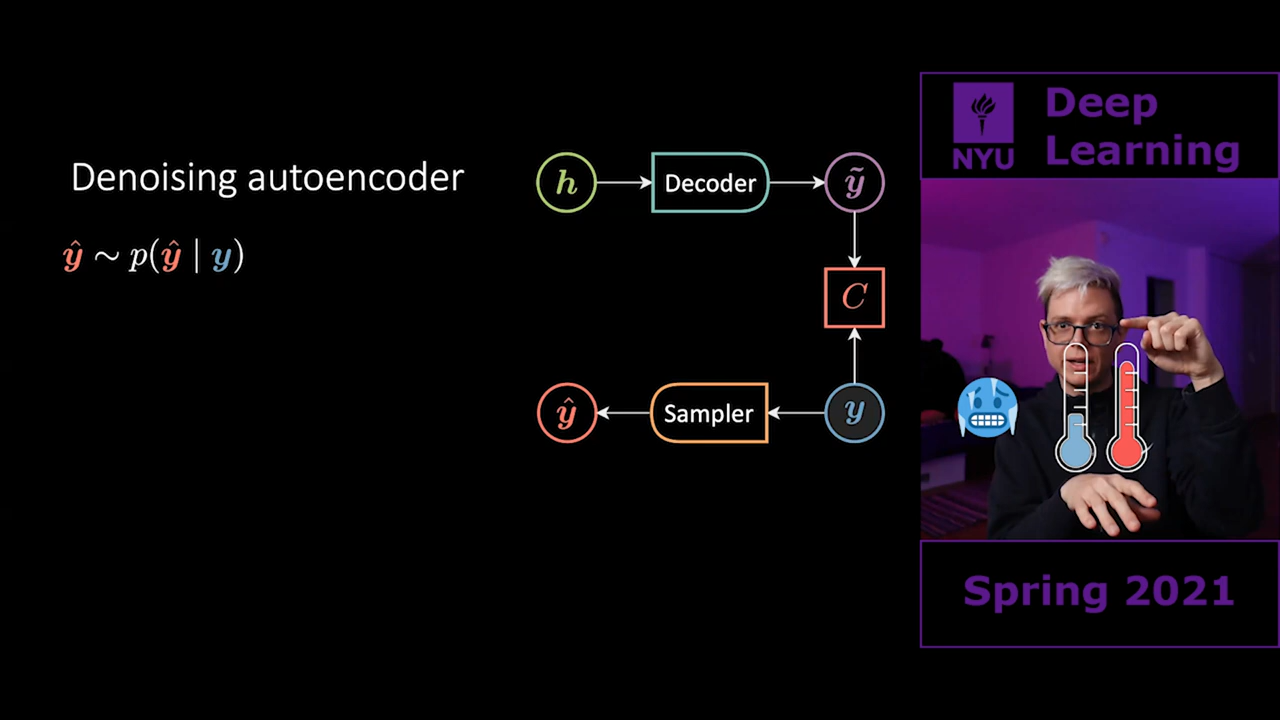 Denoising autoencoder
ŷ ~ p(ŷ | y)
h
Decoder
ỹ
C
ŷ
Sampler
y
NYU
Deep
Learning
Spring 2021